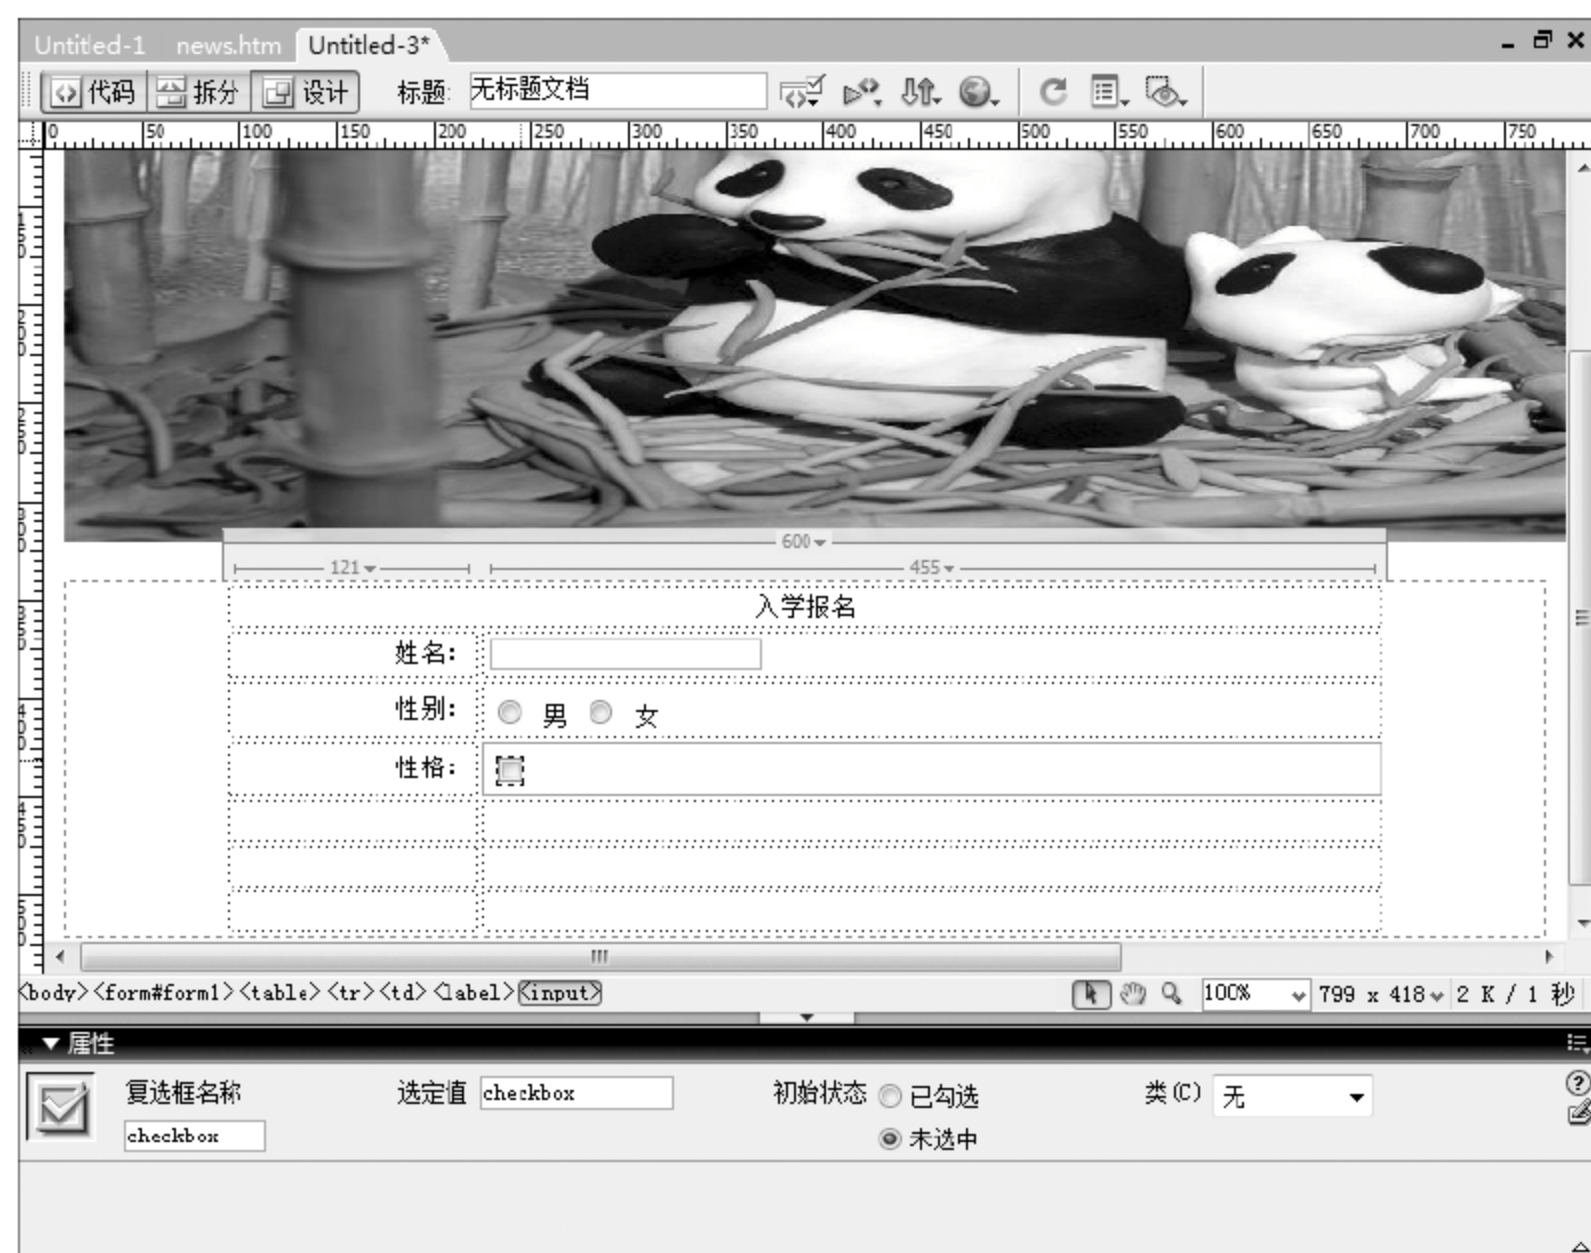 Untitled-1 news.htm Untitled-3*
代码 拆分 设计 标题: 无标题文档
0 50 100 150 200 250 300 350 400 450 500 550 600 650 700 750
600
121 455
入学报名
姓名:
性别: 男 女
性格:
<body><form#form1><table><tr><td><label><input> 100% 799 x 418 2 K / 1 秒
属性
复选框名称 选定值 checkbox 初始状态 已勾选 类(C) 无
checkbox 未选中